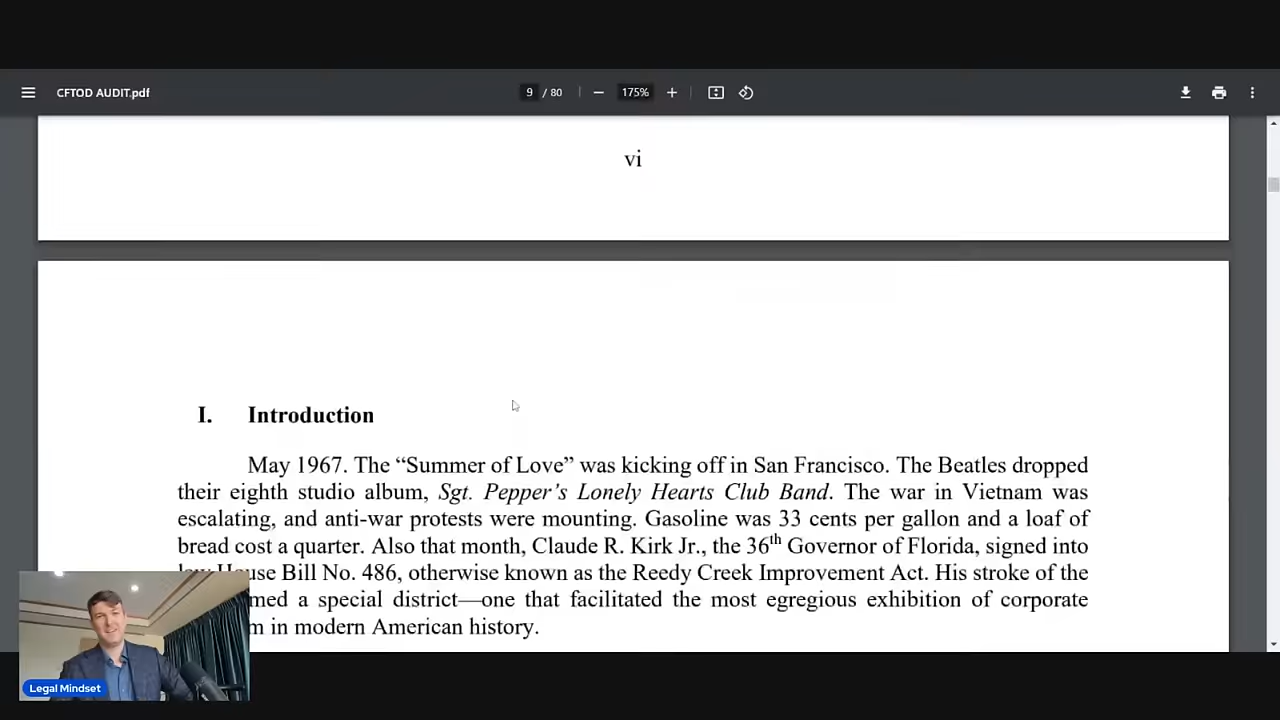 CFTOD AUDIT.pdf
9 / 80
175%
vi
I. Introduction
May 1967. The “Summer of Love” was kicking off in San Francisco. The Beatles dropped
their eighth studio album, Sgt. Pepper’s Lonely Hearts Club Band. The war in Vietnam was
escalating, and anti-war protests were mounting. Gasoline was 33 cents per gallon and a loaf of
bread cost a quarter. Also that month, Claude R. Kirk Jr., the 36th Governor of Florida, signed into
House Bill No. 486, otherwise known as the Reedy Creek Improvement Act. His stroke of the
med a special district—one that facilitated the most egregious exhibition of corporate
m in modern American history.
Legal Mindset